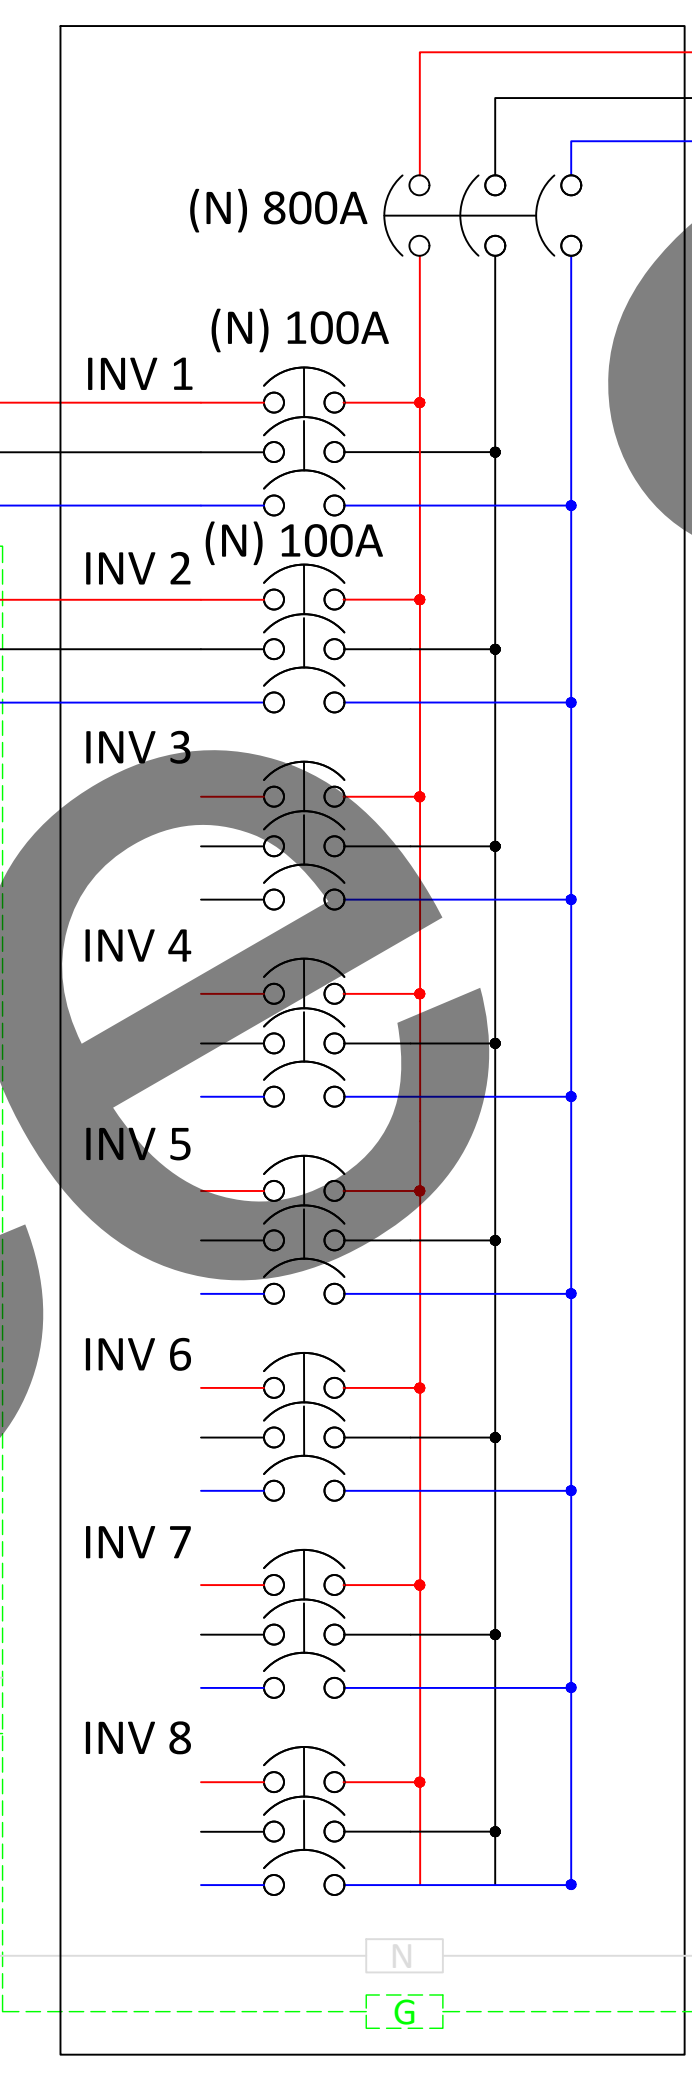 (N) 800A
(N) 100A
INV 1
(N) 100A
INV 2
INV 3
INV 4
INV 5
INV 6
INV 7
INV 8
N
G